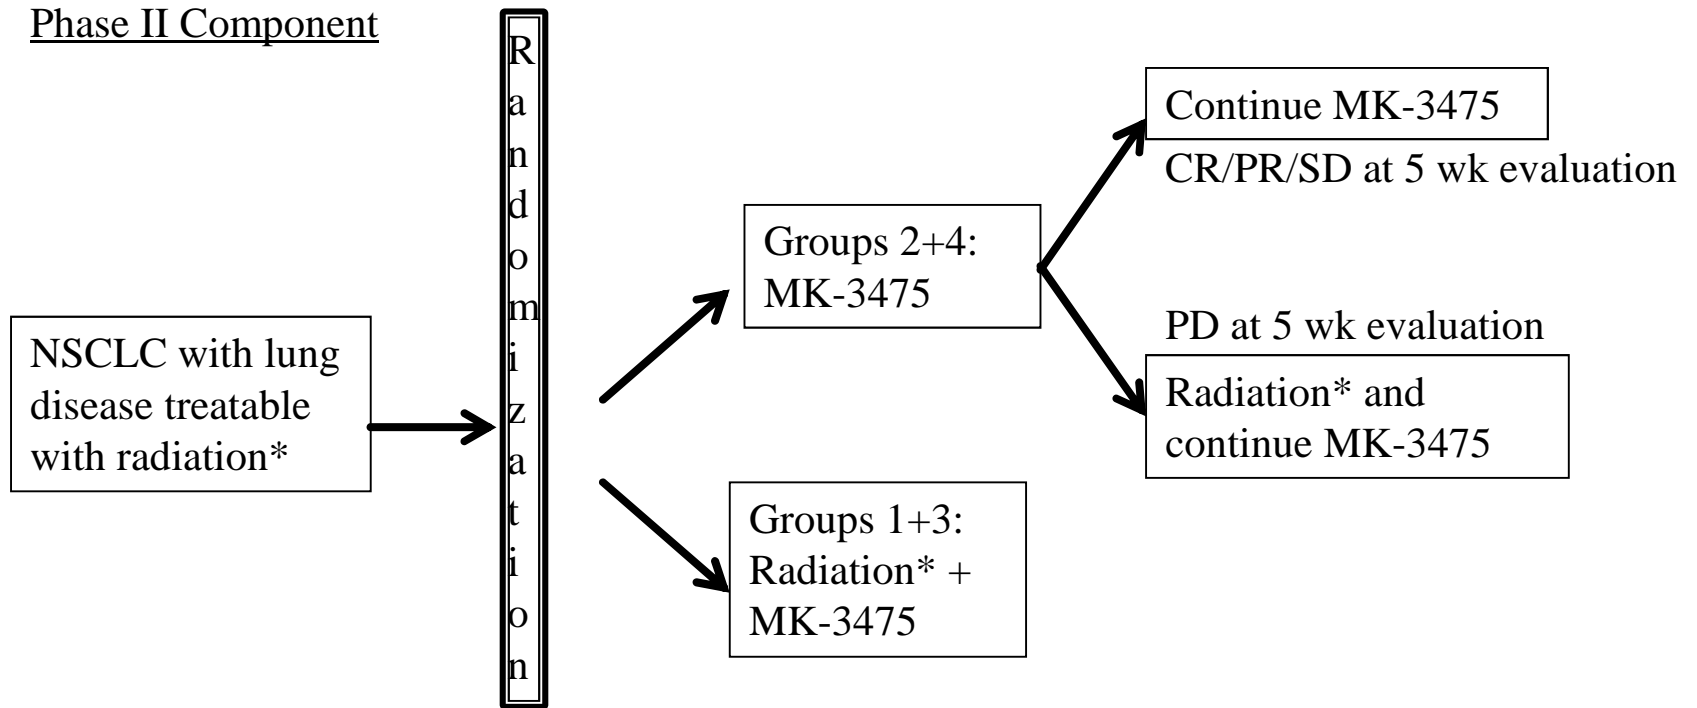 Phase II Component
NSCLC with lung
disease treatable
with radiation*
Randomization
Groups 2+4:
MK-3475
Groups 1+3:
Radiation* +
MK-3475
Continue MK-3475
CR/PR/SD at 5 wk evaluation
PD at 5 wk evaluation
Radiation* and
continue MK-3475